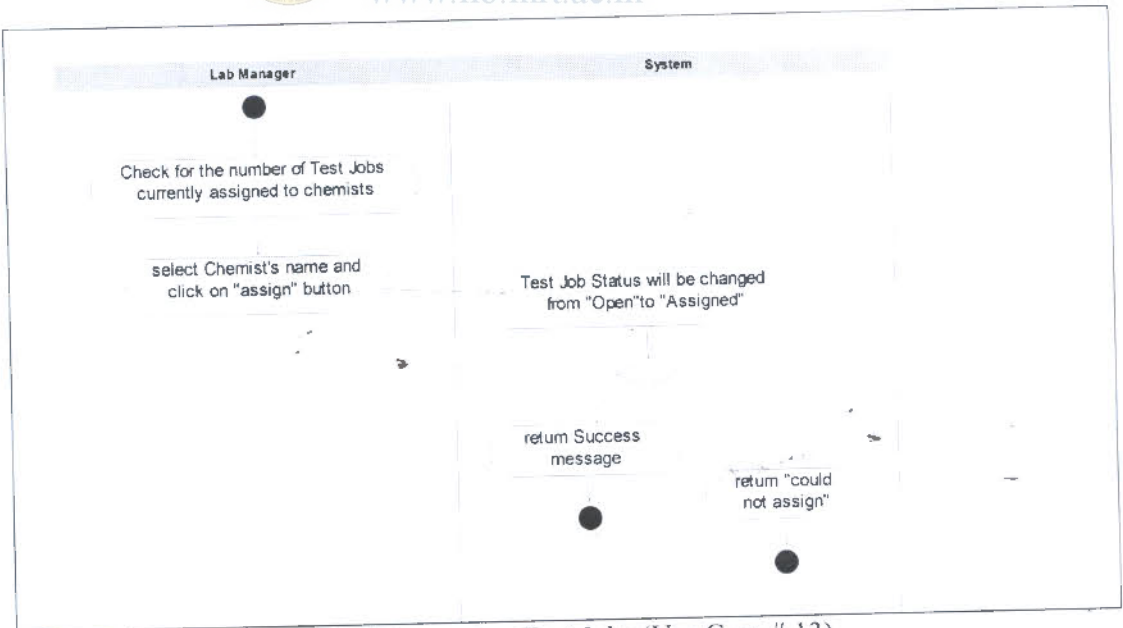 Lab Manager
System
Check for the number of Test Jobs
currently assigned to chemists
select Chemist's name and
click on "assign" button
Test Job Status will be changed
from "Open"to "Assigned"
return Success
message
return "could
not assign"